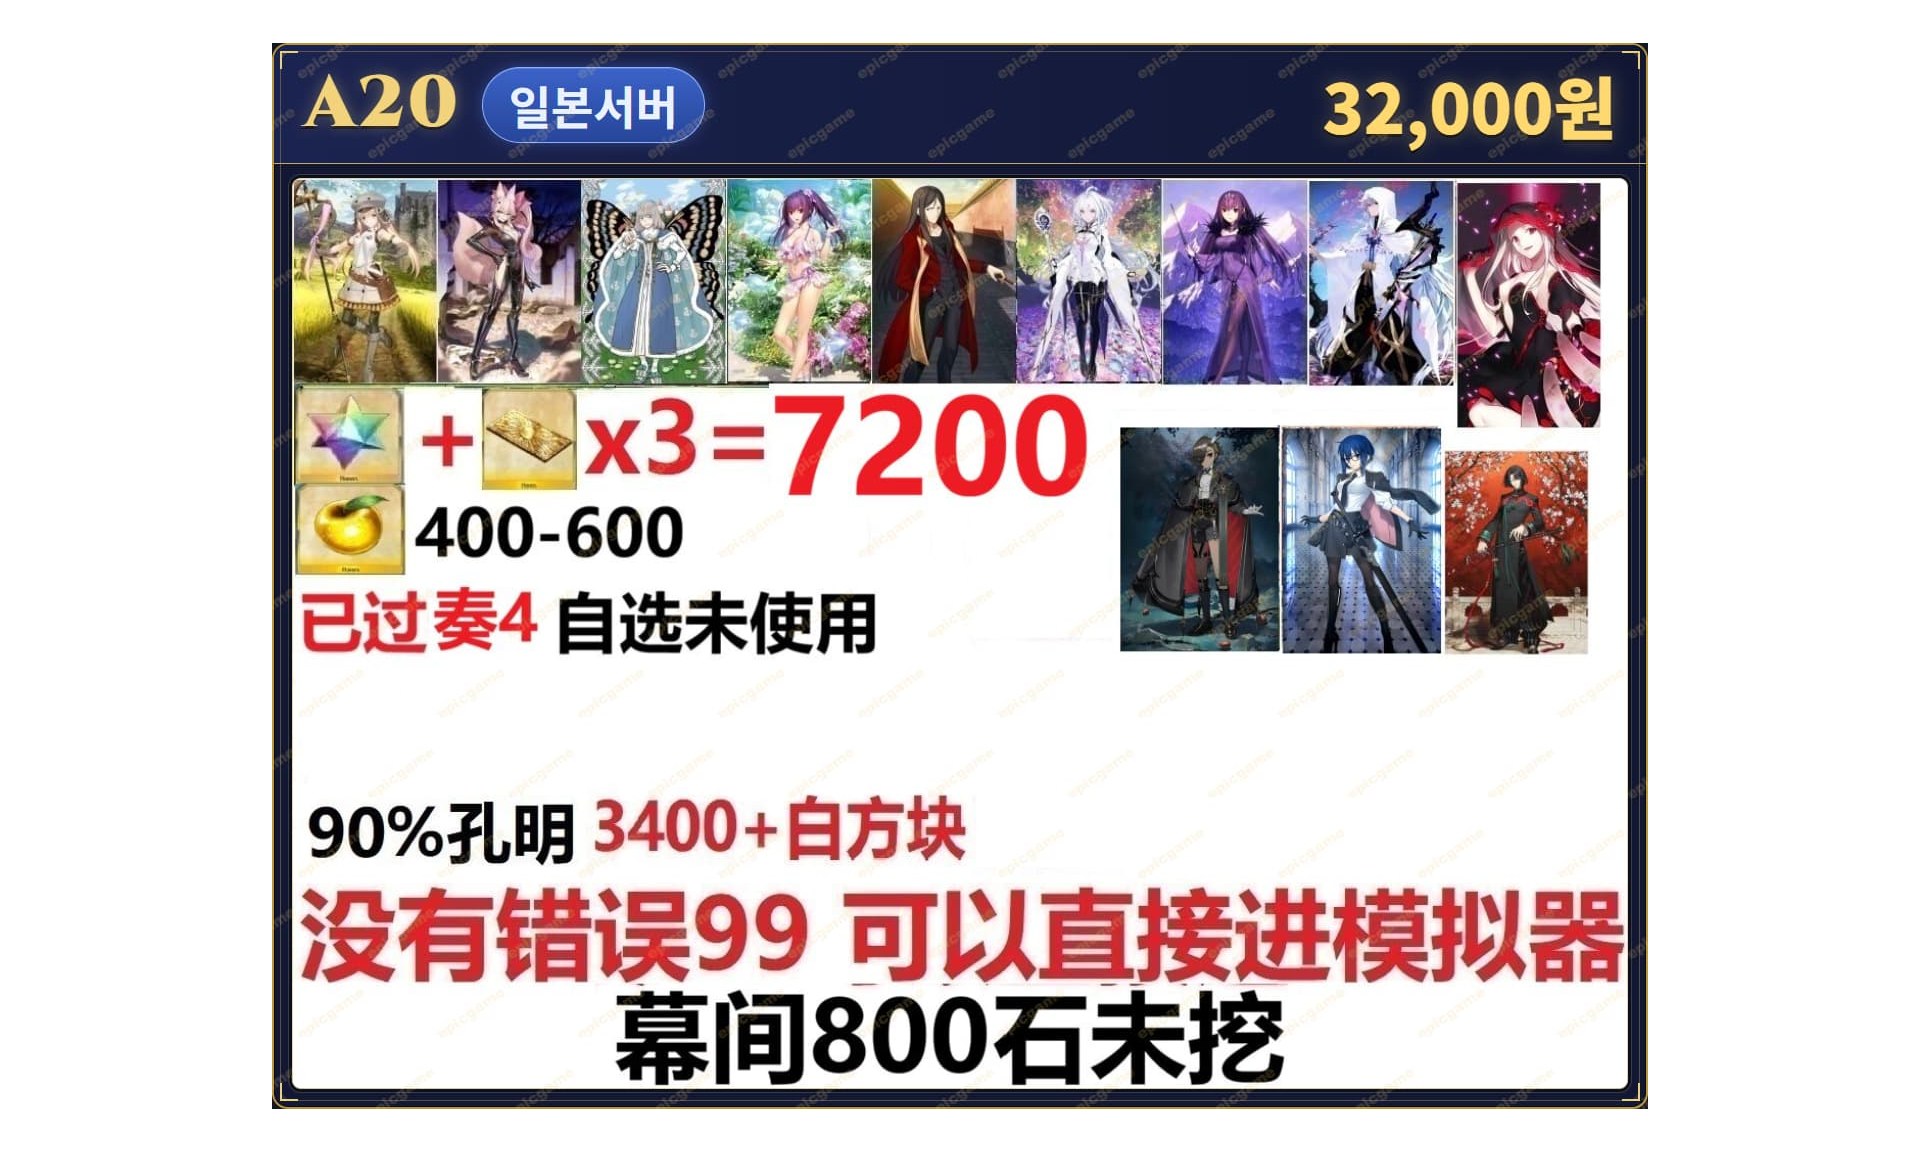 A20 일본서버 32,000원
+ x3=7200
400-600
已过奏4 自选未使用
90%孔明 3400+白方块
没有错误99 可以直接进模拟器
幕间800石未挖
epicgame